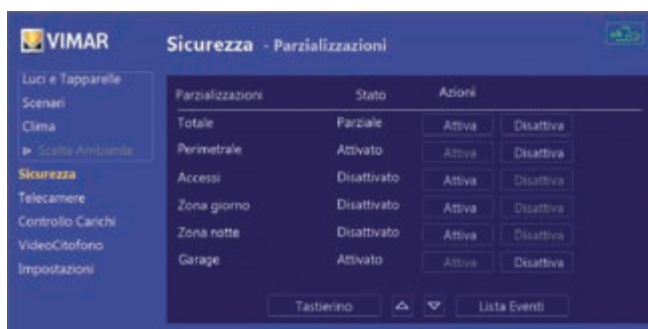 VIMAR
Sicurezza - Parzializzazioni
Luci e Tapparelle
Scenari
Clima
Scelta Ambiente
Sicurezza
Telecamere
Controllo Carichi
VideoCitofono
Impostazioni
Parzializzazioni Stato Azioni
Totale Parziale Attiva Disattiva
Perimetrale Attivato Attiva Disattiva
Accessi Disattivato Attiva Disattiva
Zona giorno Disattivato Attiva Disattiva
Zona notte Disattivato Attiva Disattiva
Garage Attivato Attiva Disattiva
Tastierino Lista Eventi